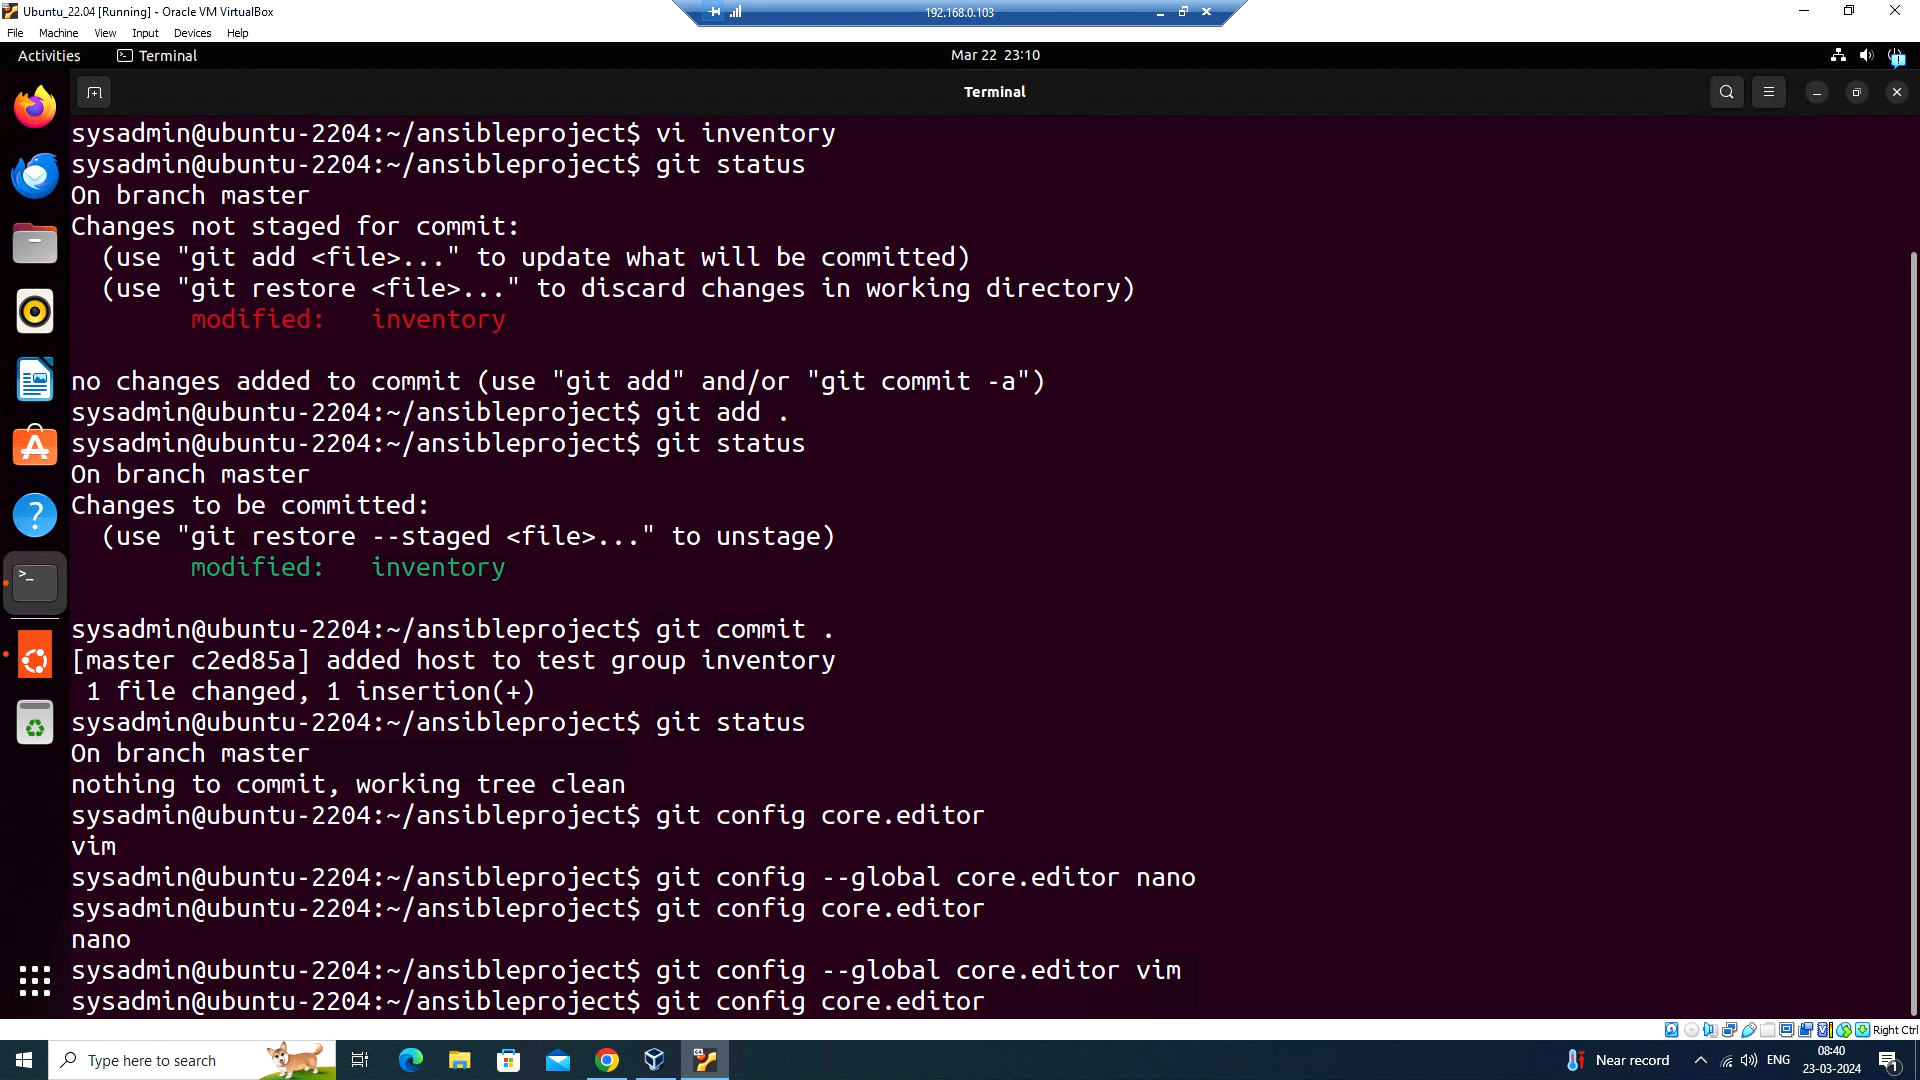 Ubuntu_22.04 [Running] - Oracle VM VirtualBox
192.168.0.103
File Machine View Input Devices Help
Activities Terminal Mar 22 23:10
Terminal
sysadmin@ubuntu-2204:~/ansibleproject$ vi inventory
sysadmin@ubuntu-2204:~/ansibleproject$ git status
On branch master
Changes not staged for commit:
  (use "git add <file>..." to update what will be committed)
  (use "git restore <file>..." to discard changes in working directory)
        modified:   inventory
no changes added to commit (use "git add" and/or "git commit -a")
sysadmin@ubuntu-2204:~/ansibleproject$ git add .
sysadmin@ubuntu-2204:~/ansibleproject$ git status
On branch master
Changes to be committed:
  (use "git restore --staged <file>..." to unstage)
        modified:   inventory
sysadmin@ubuntu-2204:~/ansibleproject$ git commit .
[master c2ed85a] added host to test group inventory
 1 file changed, 1 insertion(+)
sysadmin@ubuntu-2204:~/ansibleproject$ git status
On branch master
nothing to commit, working tree clean
sysadmin@ubuntu-2204:~/ansibleproject$ git config core.editor
vim
sysadmin@ubuntu-2204:~/ansibleproject$ git config --global core.editor nano
sysadmin@ubuntu-2204:~/ansibleproject$ git config core.editor
nano
sysadmin@ubuntu-2204:~/ansibleproject$ git config --global core.editor vim
sysadmin@ubuntu-2204:~/ansibleproject$ git config core.editor
Right Ctrl
Type here to search
Near record
ENG
08:40
23-03-2024
1